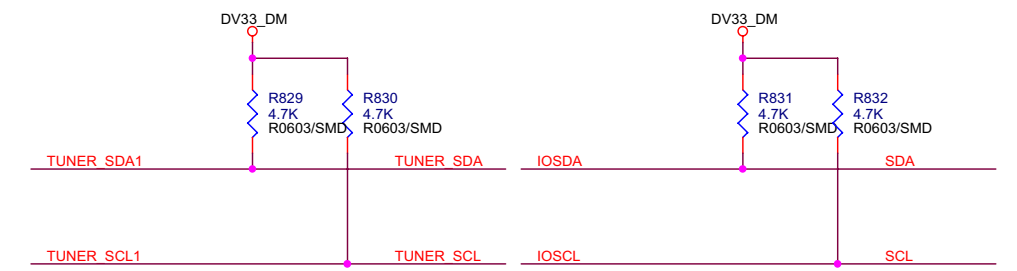 DV33_DM
R829
4.7K
R0603/SMD
R830
4.7K
R0603/SMD
TUNER_SDA1
TUNER_SDA
TUNER_SCL1
TUNER_SCL
DV33_DM
R831
4.7K
R0603/SMD
R832
4.7K
R0603/SMD
IOSDA
SDA
IOSCL
SCL